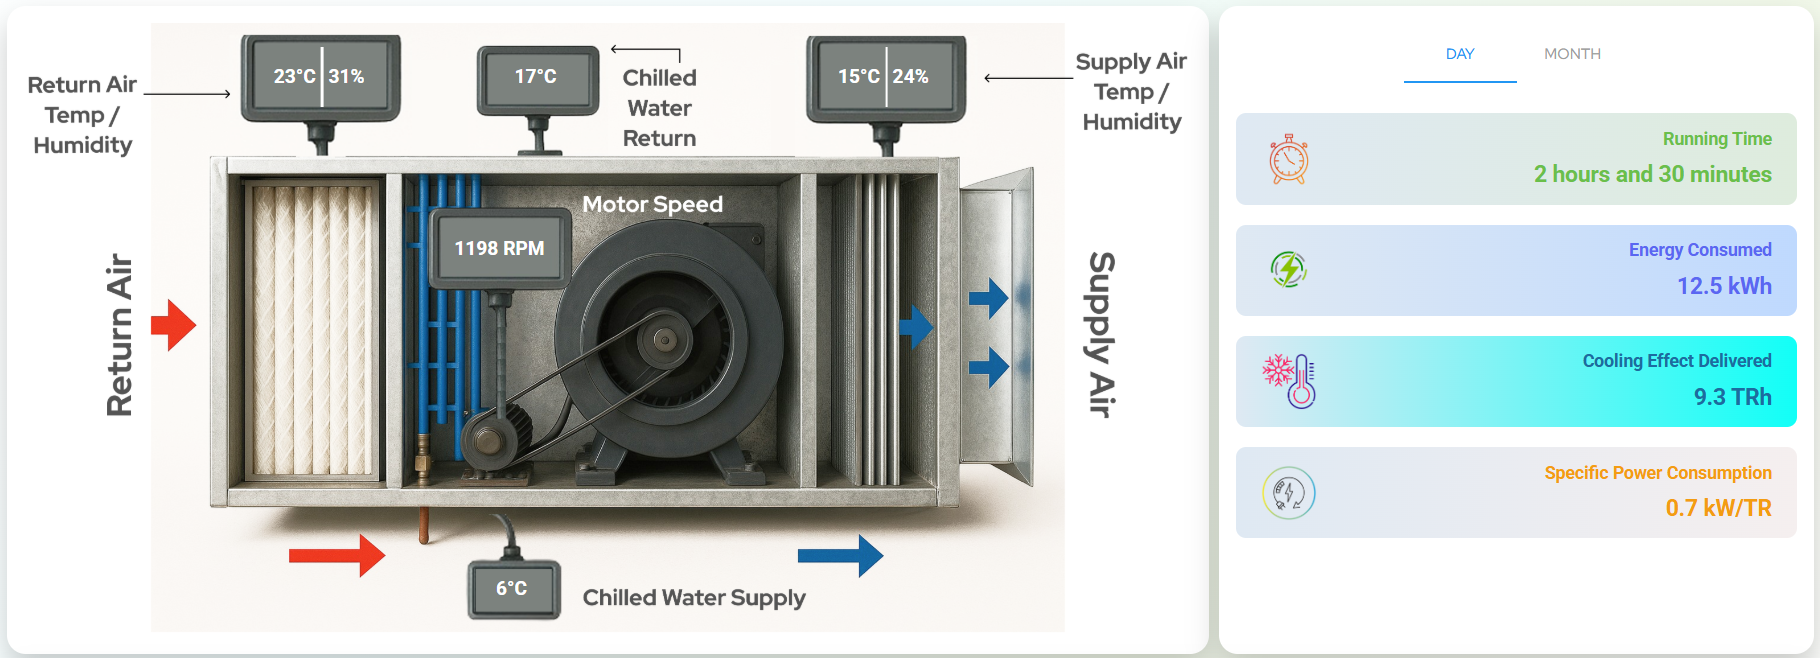 Return Air
Temp /
Humidity
23°C 31%
17°C
Chilled
Water
Return
15°C 24%
Supply Air
Temp /
Humidity
Motor Speed
1198 RPM
Return Air
Supply Air
6°C
Chilled Water Supply
DAY MONTH
Running Time
2 hours and 30 minutes
Energy Consumed
12.5 kWh
Cooling Effect Delivered
9.3 TRh
Specific Power Consumption
0.7 kW/TR